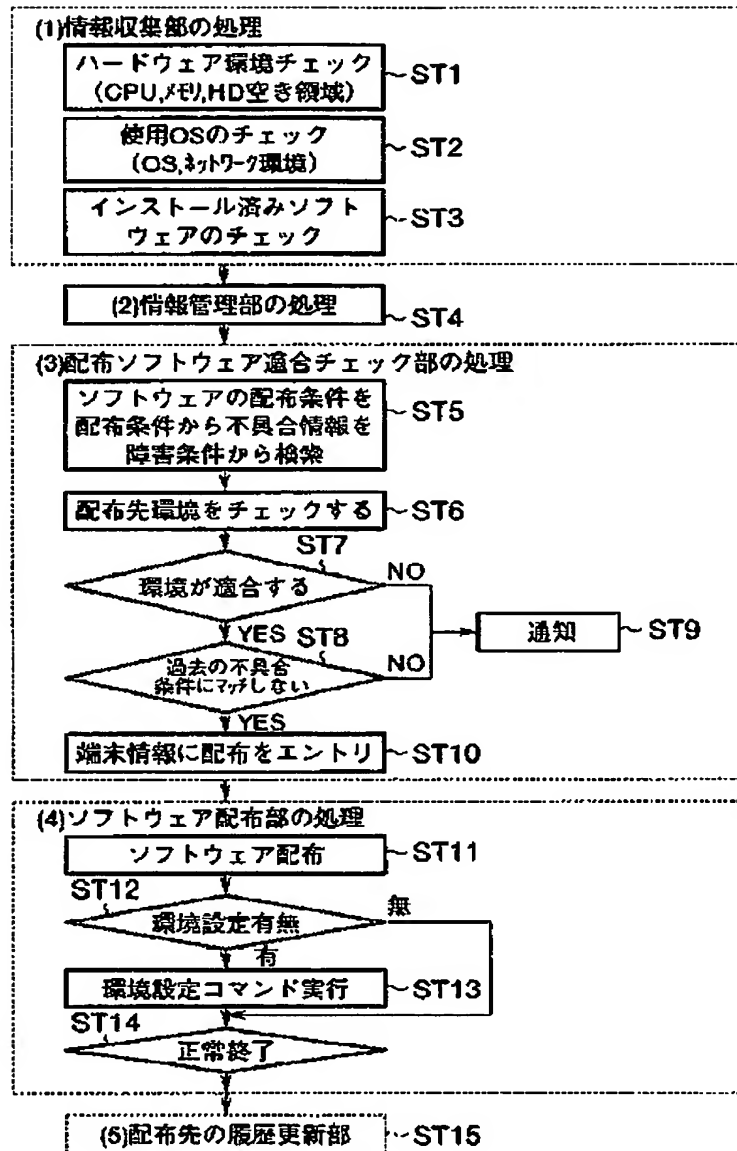 (1)情報収集部の処理
ハードウェア環境チェック
(CPU,メモリ,HD空き領域)
ST1
使用OSのチェック
(OS,ネットワーク環境)
ST2
インストール済みソフト
ウェアのチェック
ST3
(2)情報管理部の処理
ST4
(3)配布ソフトウェア適合チェック部の処理
ソフトウェアの配布条件を
配布条件から不具合情報を
障害条件から検索
ST5
配布先環境をチェックする
ST6
ST7
環境が適合する
NO
YES
ST8
過去の不具合
条件にマッチしない
NO
通知
ST9
YES
端末情報に配布をエントリ
ST10
(4)ソフトウェア配布部の処理
ソフトウェア配布
ST11
ST12
環境設定有無
無
有
環境設定コマンド実行
ST13
ST14
正常終了
(5)配布先の履歴更新部
ST15